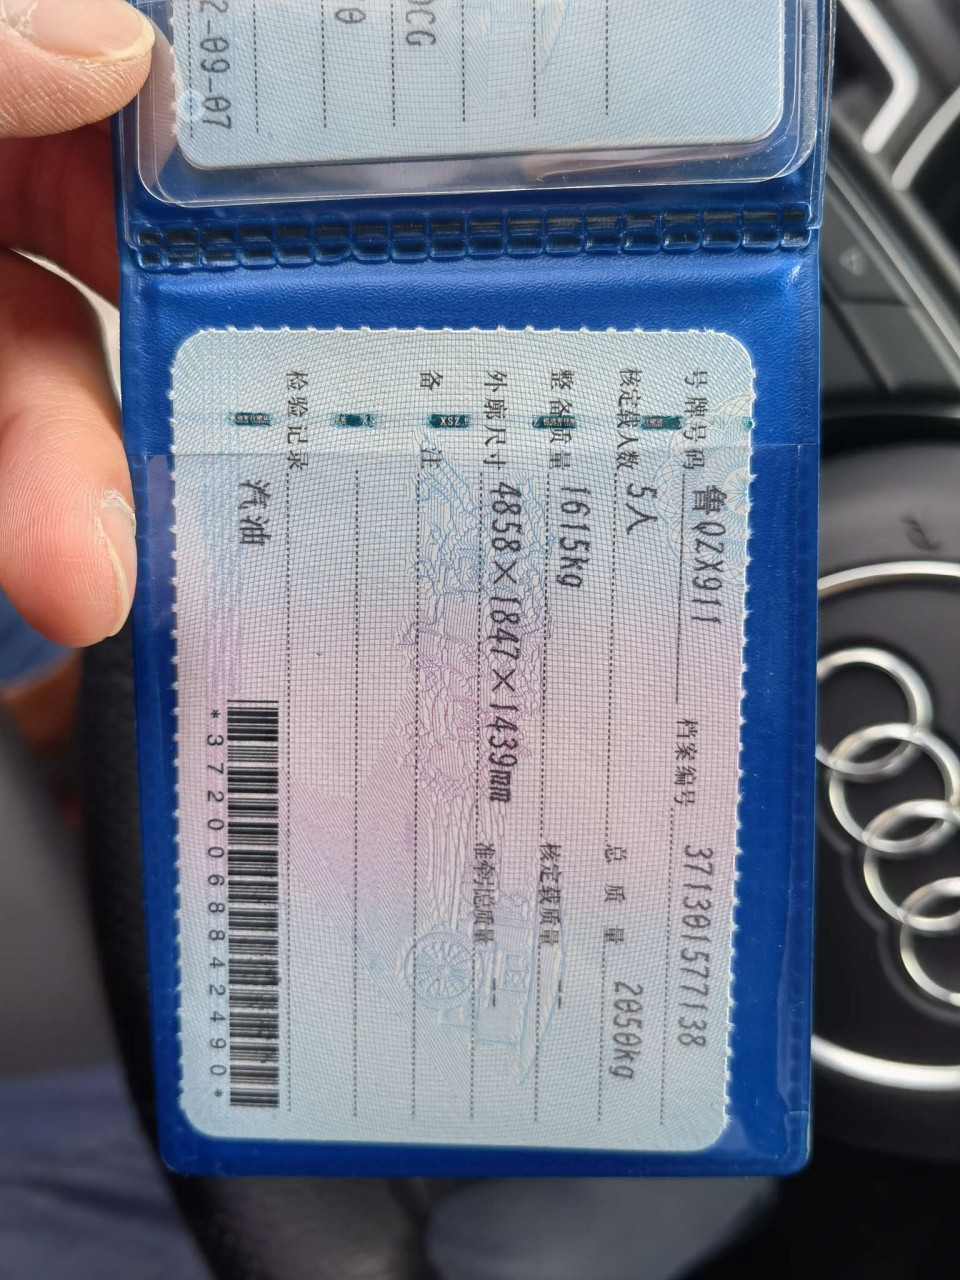 2-09-07
0
DCG
号牌号码 鲁QZX911 档案编号 371301577138
核定载人数 5人 总质量 2050kg
整备质量 1615kg 核定载质量 --
外廓尺寸 4858×1847×1439mm 准牵引总质量 --
备注
检验记录
汽油
*3720068842490*